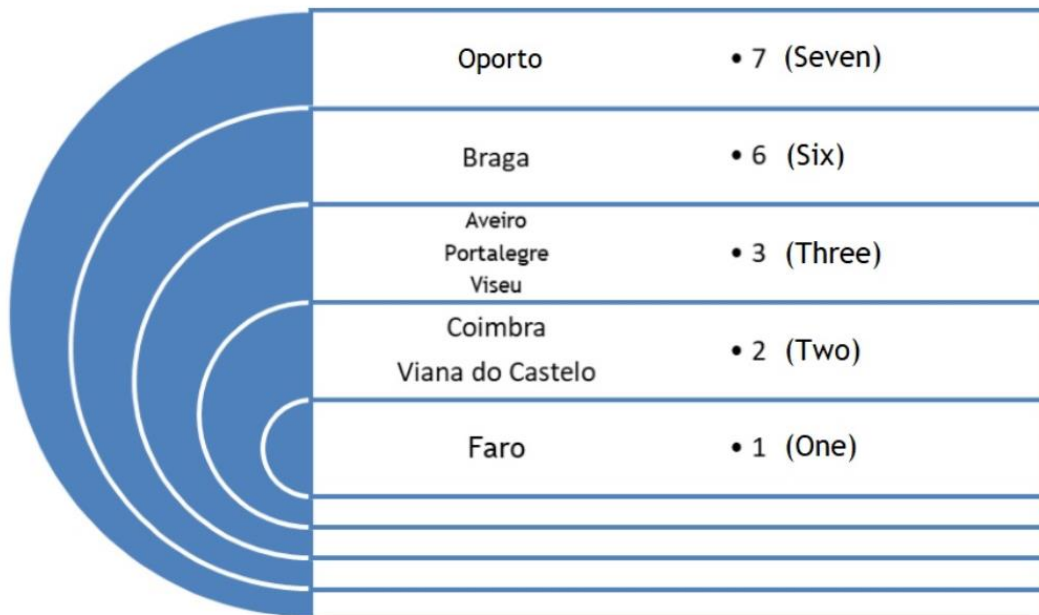 Oporto • 7 (Seven)
Braga • 6 (Six)
Aveiro
Portalegre • 3 (Three)
Viseu
Coimbra
Viana do Castelo
• 2 (Two)
Faro • 1 (One)